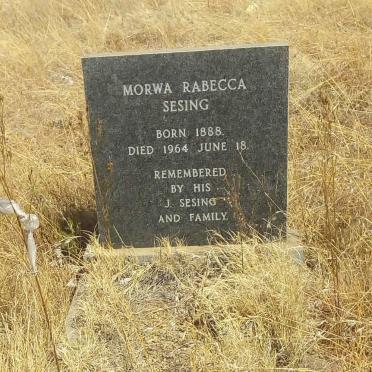 MORWA RABECCA
SESING
BORN 1888.
DIED 1964 JUNE 18.
REMEMBERED
BY HIS
J. SESING
AND FAMILY.